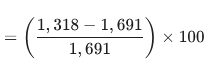 = ( (1,318 − 1,691) / 1,691 ) × 100